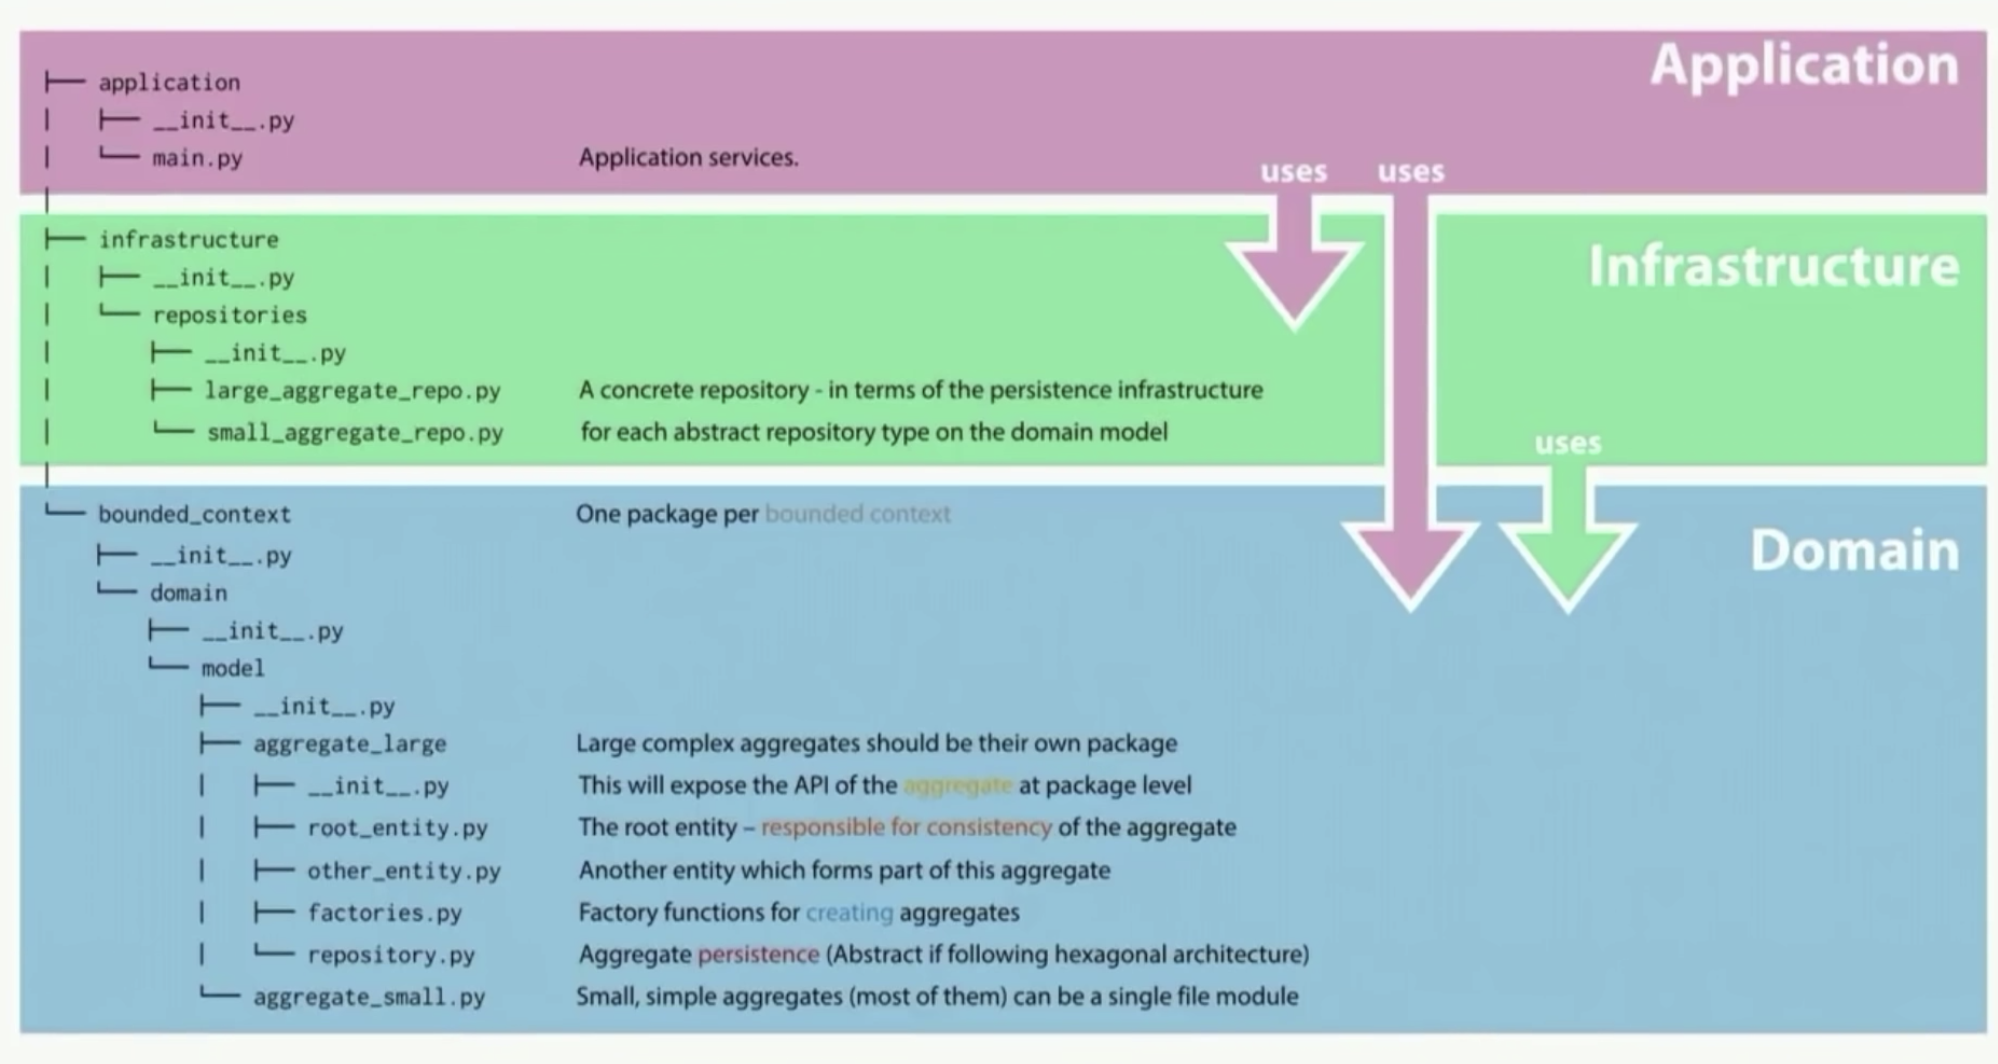 Application
├── application
│   ├── __init__.py
│   └── main.py Application services.
uses uses
Infrastructure
├── infrastructure
│   ├── __init__.py
│   └── repositories
│       ├── __init__.py
│       ├── large_aggregate_repo.py A concrete repository - in terms of the persistence infrastructure
│       └── small_aggregate_repo.py for each abstract repository type on the domain model
uses
Domain
└── bounded_context One package per bounded context
    ├── __init__.py
    └── domain
        ├── __init__.py
        └── model
            ├── __init__.py
            ├── aggregate_large Large complex aggregates should be their own package
            │   ├── __init__.py This will expose the API of the aggregate at package level
            │   ├── root_entity.py The root entity – responsible for consistency of the aggregate
            │   ├── other_entity.py Another entity which forms part of this aggregate
            │   ├── factories.py Factory functions for creating aggregates
            │   └── repository.py Aggregate persistence (Abstract if following hexagonal architecture)
            └── aggregate_small.py Small, simple aggregates (most of them) can be a single file module